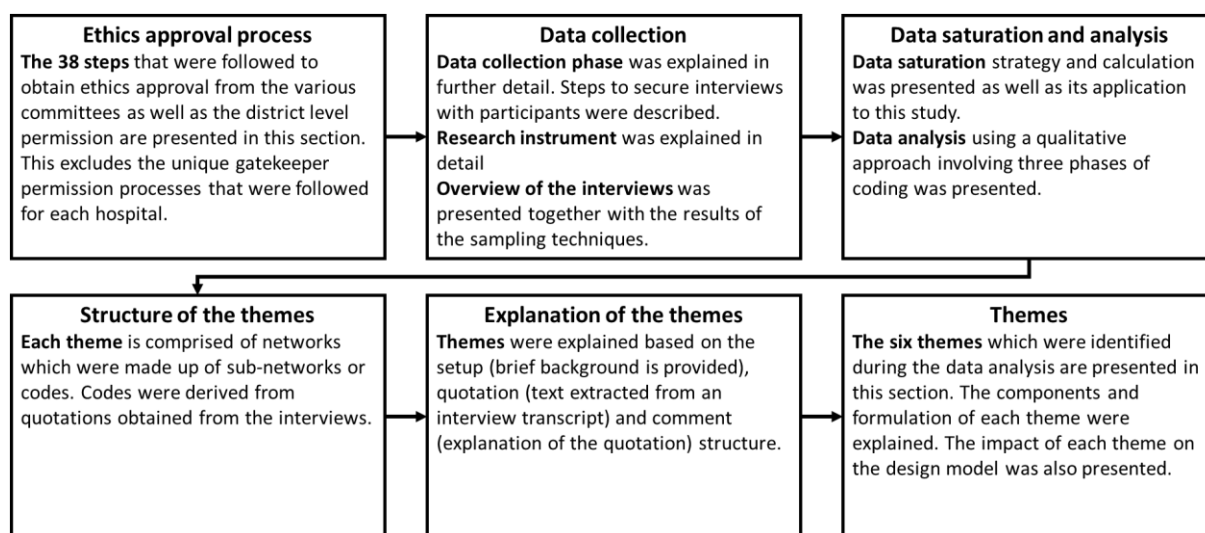 Ethics approval process
The 38 steps that were followed to
obtain ethics approval from the various
committees as well as the district level
permission are presented in this section.
This excludes the unique gatekeeper
permission processes that were followed
for each hospital.
Data collection
Data collection phase was explained in
further detail. Steps to secure interviews
with participants were described.
Research instrument was explained in
detail
Overview of the interviews was
presented together with the results of
the sampling techniques.
Data saturation and analysis
Data saturation strategy and calculation
was presented as well as its application
to this study.
Data analysis using a qualitative
approach involving three phases of
coding was presented.
Structure of the themes
Each theme is comprised of networks
which were made up of sub-networks or
codes. Codes were derived from
quotations obtained from the interviews.
Explanation of the themes
Themes were explained based on the
setup (brief background is provided),
quotation (text extracted from an
interview transcript) and comment
(explanation of the quotation) structure.
Themes
The six themes which were identified
during the data analysis are presented in
this section. The components and
formulation of each theme were
explained. The impact of each theme on
the design model was also presented.